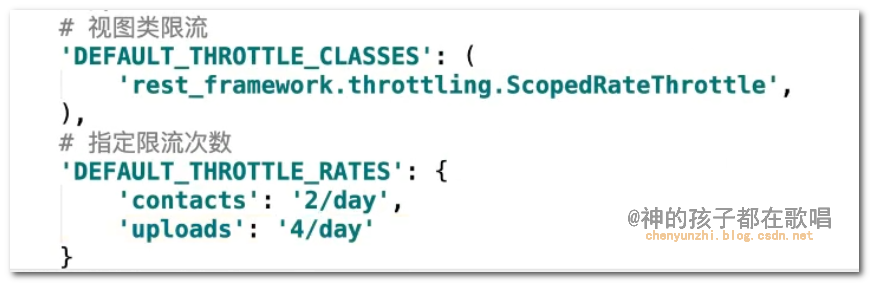 # 视图类限流
'DEFAULT_THROTTLE_CLASSES': (
    'rest_framework.throttling.ScopedRateThrottle',
),
# 指定限流次数
'DEFAULT_THROTTLE_RATES': {
    'contacts': '2/day',
    'uploads': '4/day'
}
@神的孩子都在歌唱
chenyunzhi.blog.csdn.net